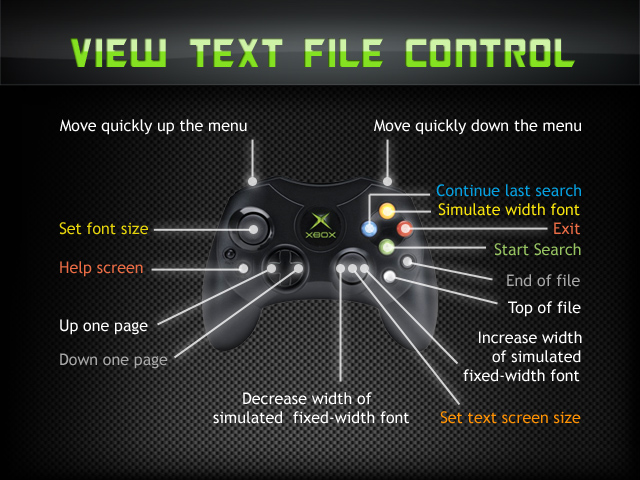 VIEW TEXT FILE CONTROL
Move quickly up the menu
Move quickly down the menu
Continue last search
Simulate width font
Set font size
Exit
XBOX
Start Search
Help screen
End of file
Top of file
Up one page
Increase width
of simulated
fixed-width font
Down one page
Decrease width of
simulated fixed-width font
Set text screen size